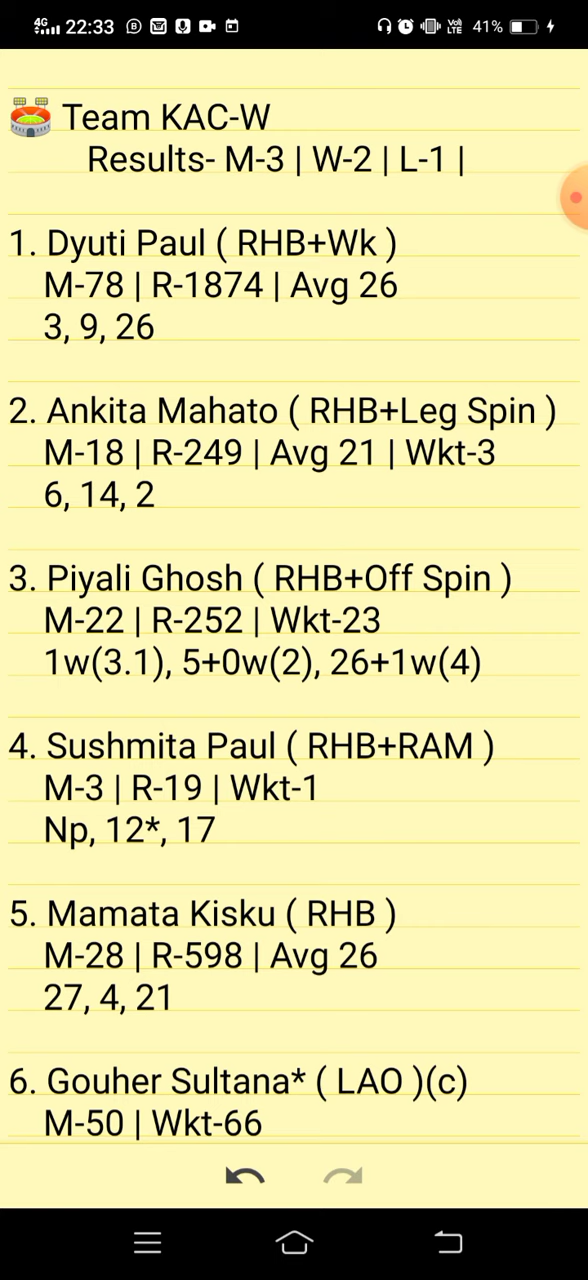 4G 22:33 41%
VoI) LTE
Team KAC-W
Results- M-3 | W-2 | L-1 |
1. Dyuti Paul ( RHB+Wk )
M-78 | R-1874 | Avg 26
3, 9, 26
2. Ankita Mahato ( RHB+Leg Spin )
M-18 | R-249 | Avg 21 | Wkt-3
6, 14, 2
3. Piyali Ghosh ( RHB+Off Spin )
M-22 | R-252 | Wkt-23
1w(3.1), 5+0w(2), 26+1w(4)
4. Sushmita Paul ( RHB+RAM )
M-3 | R-19 | Wkt-1
Np, 12*, 17
5. Mamata Kisku ( RHB )
M-28 | R-598 | Avg 26
27, 4, 21
6. Gouher Sultana* ( LAO )(c)
M-50 | Wkt-66